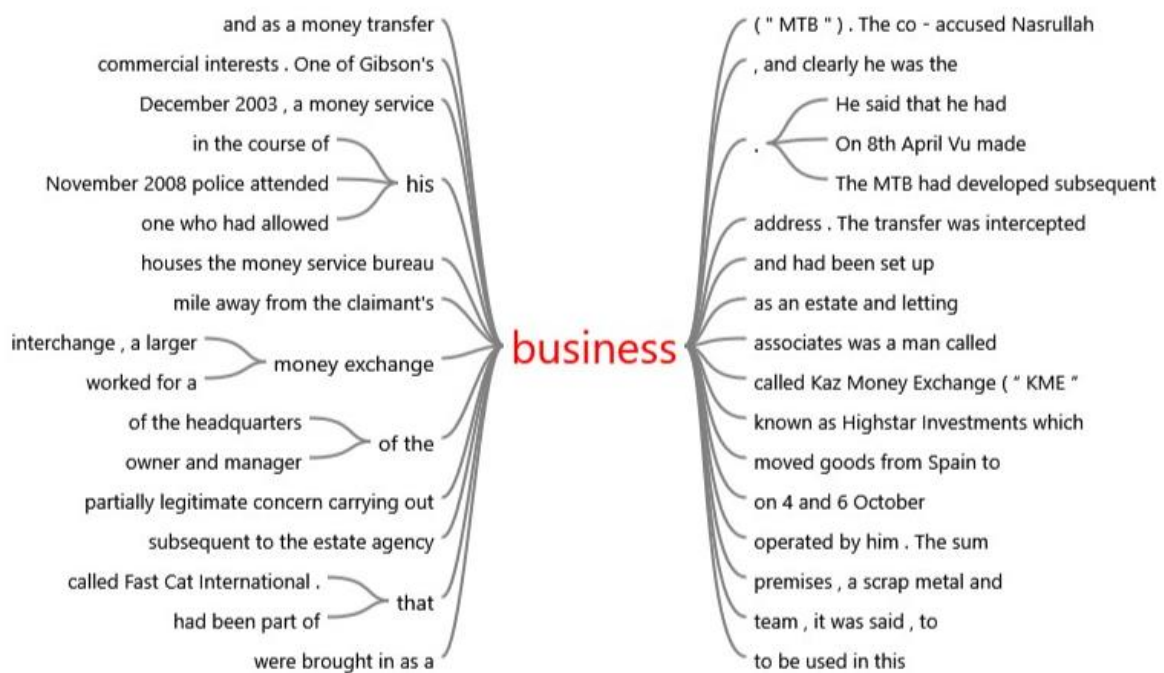 and as a money transfer
commercial interests . One of Gibson's
December 2003 , a money service
in the course of
November 2008 police attended
his
one who had allowed
houses the money service bureau
mile away from the claimant's
interchange , a larger
money exchange
worked for a
of the headquarters
of the
owner and manager
partially legitimate concern carrying out
subsequent to the estate agency
called Fast Cat International .
that
had been part of
were brought in as a
business
( " MTB " ) . The co - accused Nasrullah
, and clearly he was the
He said that he had
.
On 8th April Vu made
The MTB had developed subsequent
address . The transfer was intercepted
and had been set up
as an estate and letting
associates was a man called
called Kaz Money Exchange ( “ KME ”
known as Highstar Investments which
moved goods from Spain to
on 4 and 6 October
operated by him . The sum
premises , a scrap metal and
team , it was said , to
to be used in this